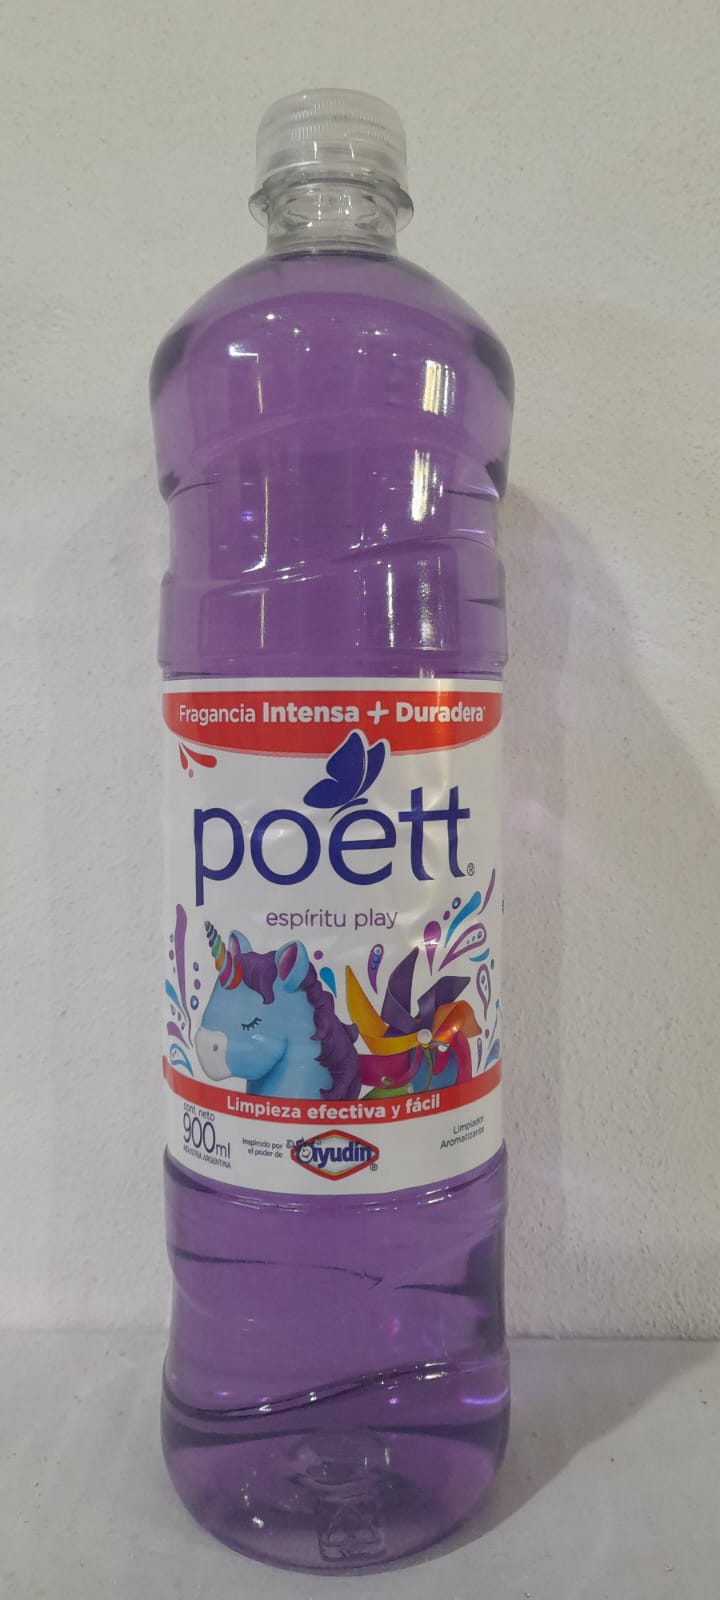 Fragancia Intensa + Duradera*
poett®
espíritu play
Limpieza efectiva y fácil
cont. neto
900ml
INDUSTRIA ARGENTINA
Inspirado por
el poder de
Ayudín®
Limpiador
Aromatizante